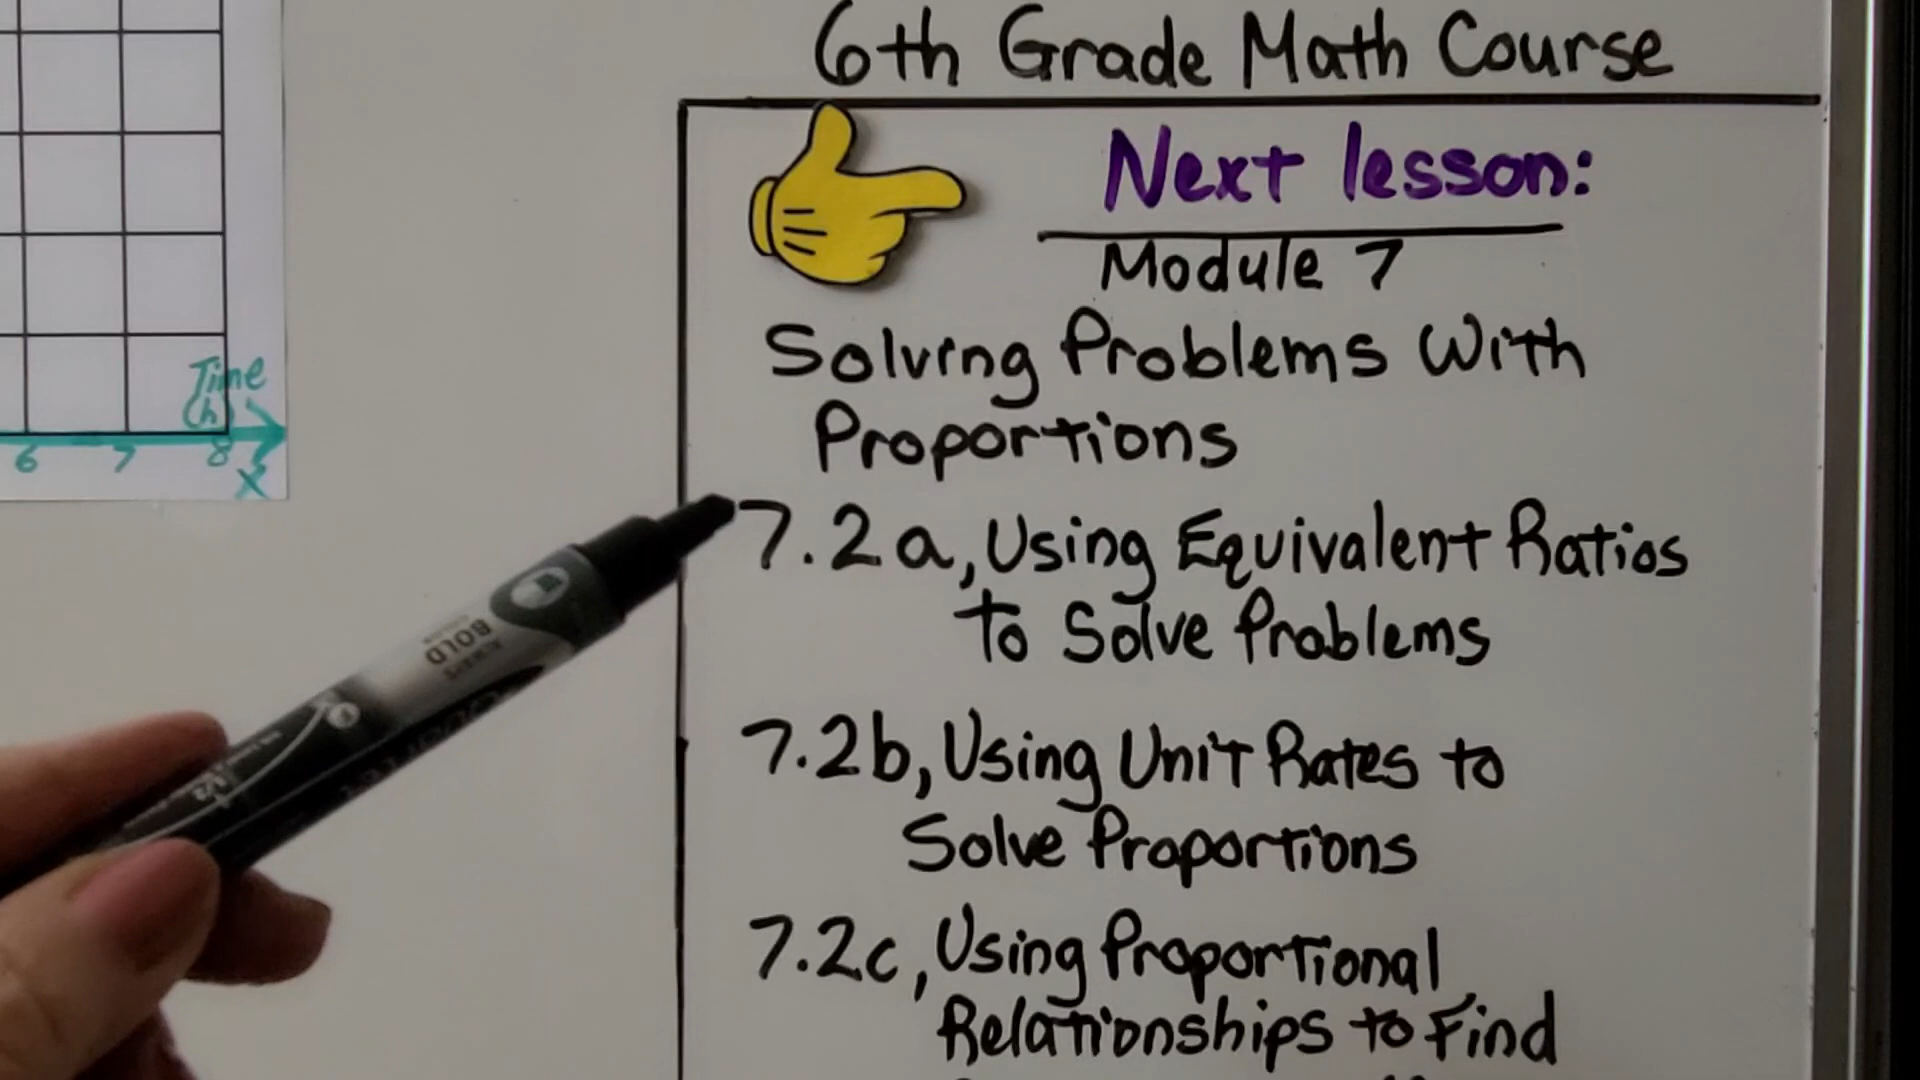 6th Grade Math Course
Next lesson:
Module 7
Solving Problems With
Proportions
7.2a, Using Equivalent Ratios
to Solve Problems
7.2b, Using Unit Rates to
Solve Proportions
7.2c, Using Proportional
Relationships to Find
Time
(h)
6 7 8
X
BOLD